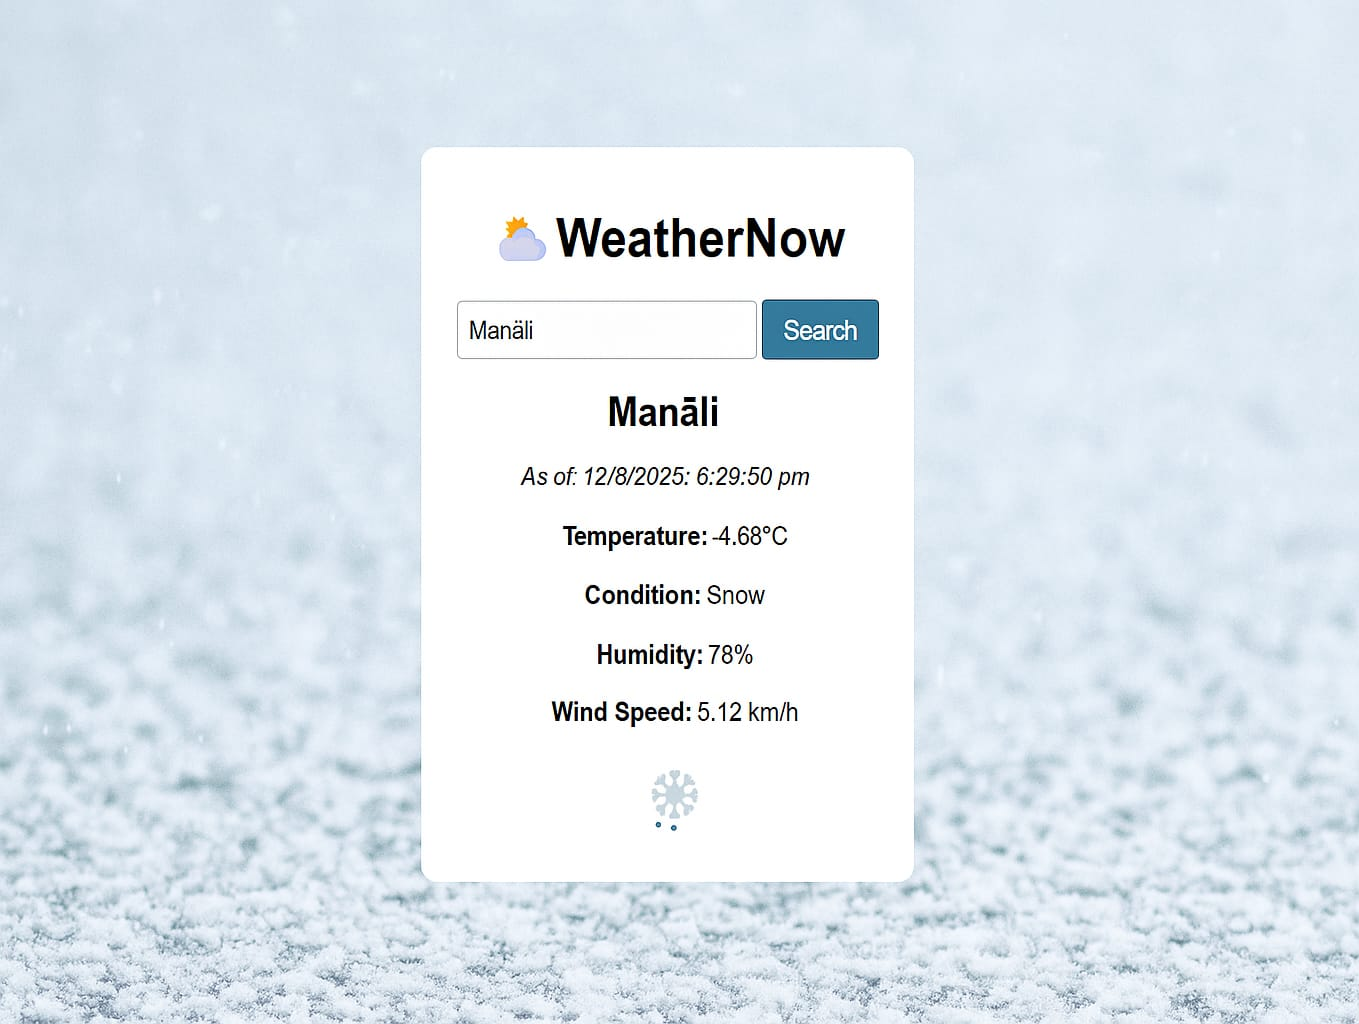 WeatherNow
Manäli Search
Manāli
As of: 12/8/2025: 6:29:50 pm
Temperature: -4.68°C
Condition: Snow
Humidity: 78%
Wind Speed: 5.12 km/h